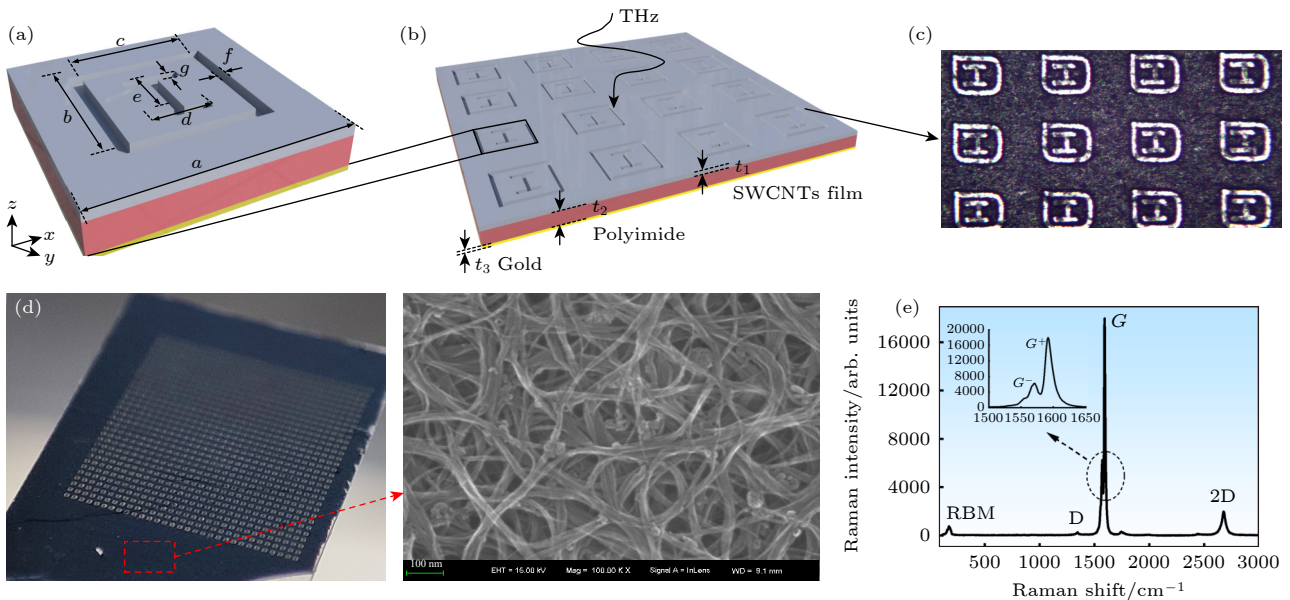 (a)
c
f
g
b
e
d
a
z
x
y
(b)
THz
t1
SWCNTs film
t2
Polyimide
t3 Gold
(c)
(d)
100 nm
EHT = 15.00 kV Mag = 100.00 K X Signal A = InLens WD = 9.1 mm
(e)
Raman intensity/arb. units
16000
12000
8000
4000
0
20000
16000
12000
8000
4000
0
G+
G−
1500 1550 1600 1650
G
RBM
D
2D
500 1000 1500 2000 2500 3000
Raman shift/cm−1